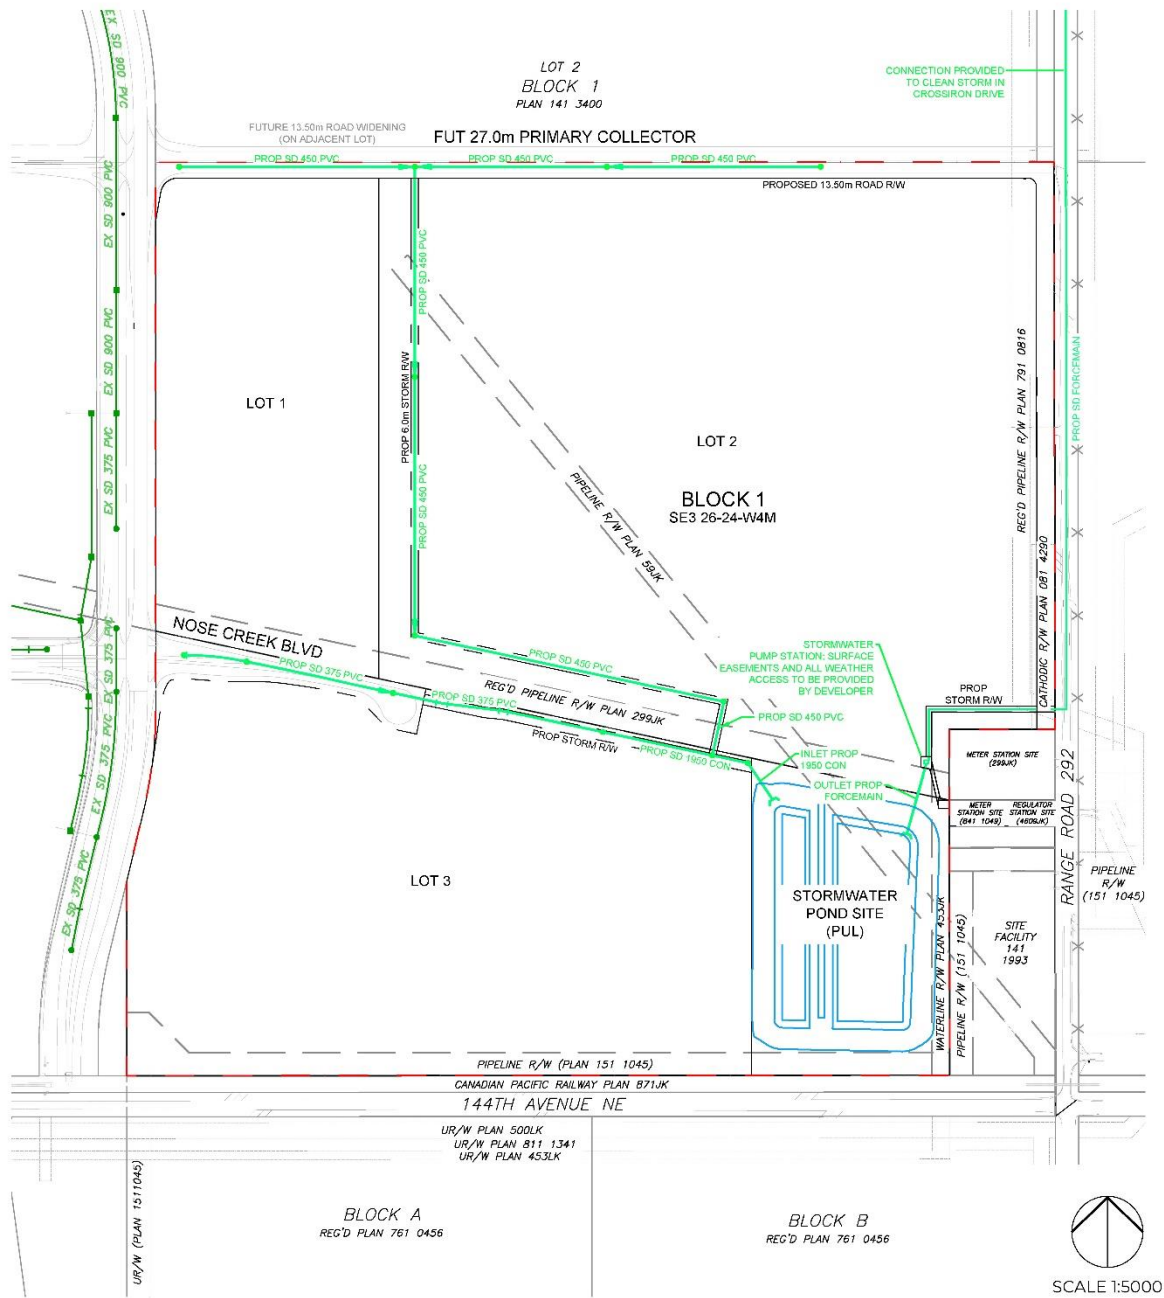 EX SD 900 PVC
LOT 2
BLOCK 1
PLAN 141 3400
CONNECTION PROVIDED
TO CLEAN STORM IN
CROSSIRON DRIVE
FUTURE 13.50m ROAD WIDENING
(ON ADJACENT LOT)
FUT 27.0m PRIMARY COLLECTOR
PROP SD 450 PVC
PROP SD 450 PVC
PROP SD 450 PVC
PROPOSED 13.50m ROAD R/W
EX SD 900 PVC
PROP SD 450 PVC
EX SD 900 PVC
REG'D PIPELINE R/W PLAN 791 0816
PROP SD FORCEMAIN
PROP 6.0m STORM R/W
LOT 1
LOT 2
EX SD 375 PVC
PROP SD 450 PVC
PIPELINE R/W PLAN 59JK
BLOCK 1
SE3 26-24-W4M
CATHODIC R/W PLAN 081 4290
NOSE CREEK BLVD
EX SD 375 PVC
PROP SD 375 PVC
PROP SD 450 PVC
STORMWATER
PUMP STATION; SURFACE
EASEMENTS AND ALL WEATHER
ACCESS TO BE PROVIDED
BY DEVELOPER
PROP SD 375 PVC
REG'D PIPELINE R/W PLAN 299JK
PROP
STORM R/W
PROP SD 450 PVC
PROP STORM R/W
PROP SD 1950 CON
INLET PROP
1950 CON
METER STATION SITE
(299JK)
RANGE ROAD 292
EX SD 375 PVC
OUTLET PROP
FORCEMAIN
METER
STATION SITE
(841 1049)
REGULATOR
STATION SITE
(4609JK)
EX SD 375 PVC
LOT 3
STORMWATER
POND SITE
(PUL)
PIPELINE
R/W
(151 1045)
WATERLINE R/W PLAN 453JK
PIPELINE R/W (151 1045)
SITE
FACILITY
141
1993
PIPELINE R/W (PLAN 151 1045)
CANADIAN PACIFIC RAILWAY PLAN 871JK
144TH AVENUE NE
UR/W PLAN 500LK
UR/W PLAN 811 1341
UR/W PLAN 453LK
UR/W (PLAN 1511045)
BLOCK A
REG'D PLAN 761 0456
BLOCK B
REG'D PLAN 761 0456
SCALE 1:5000